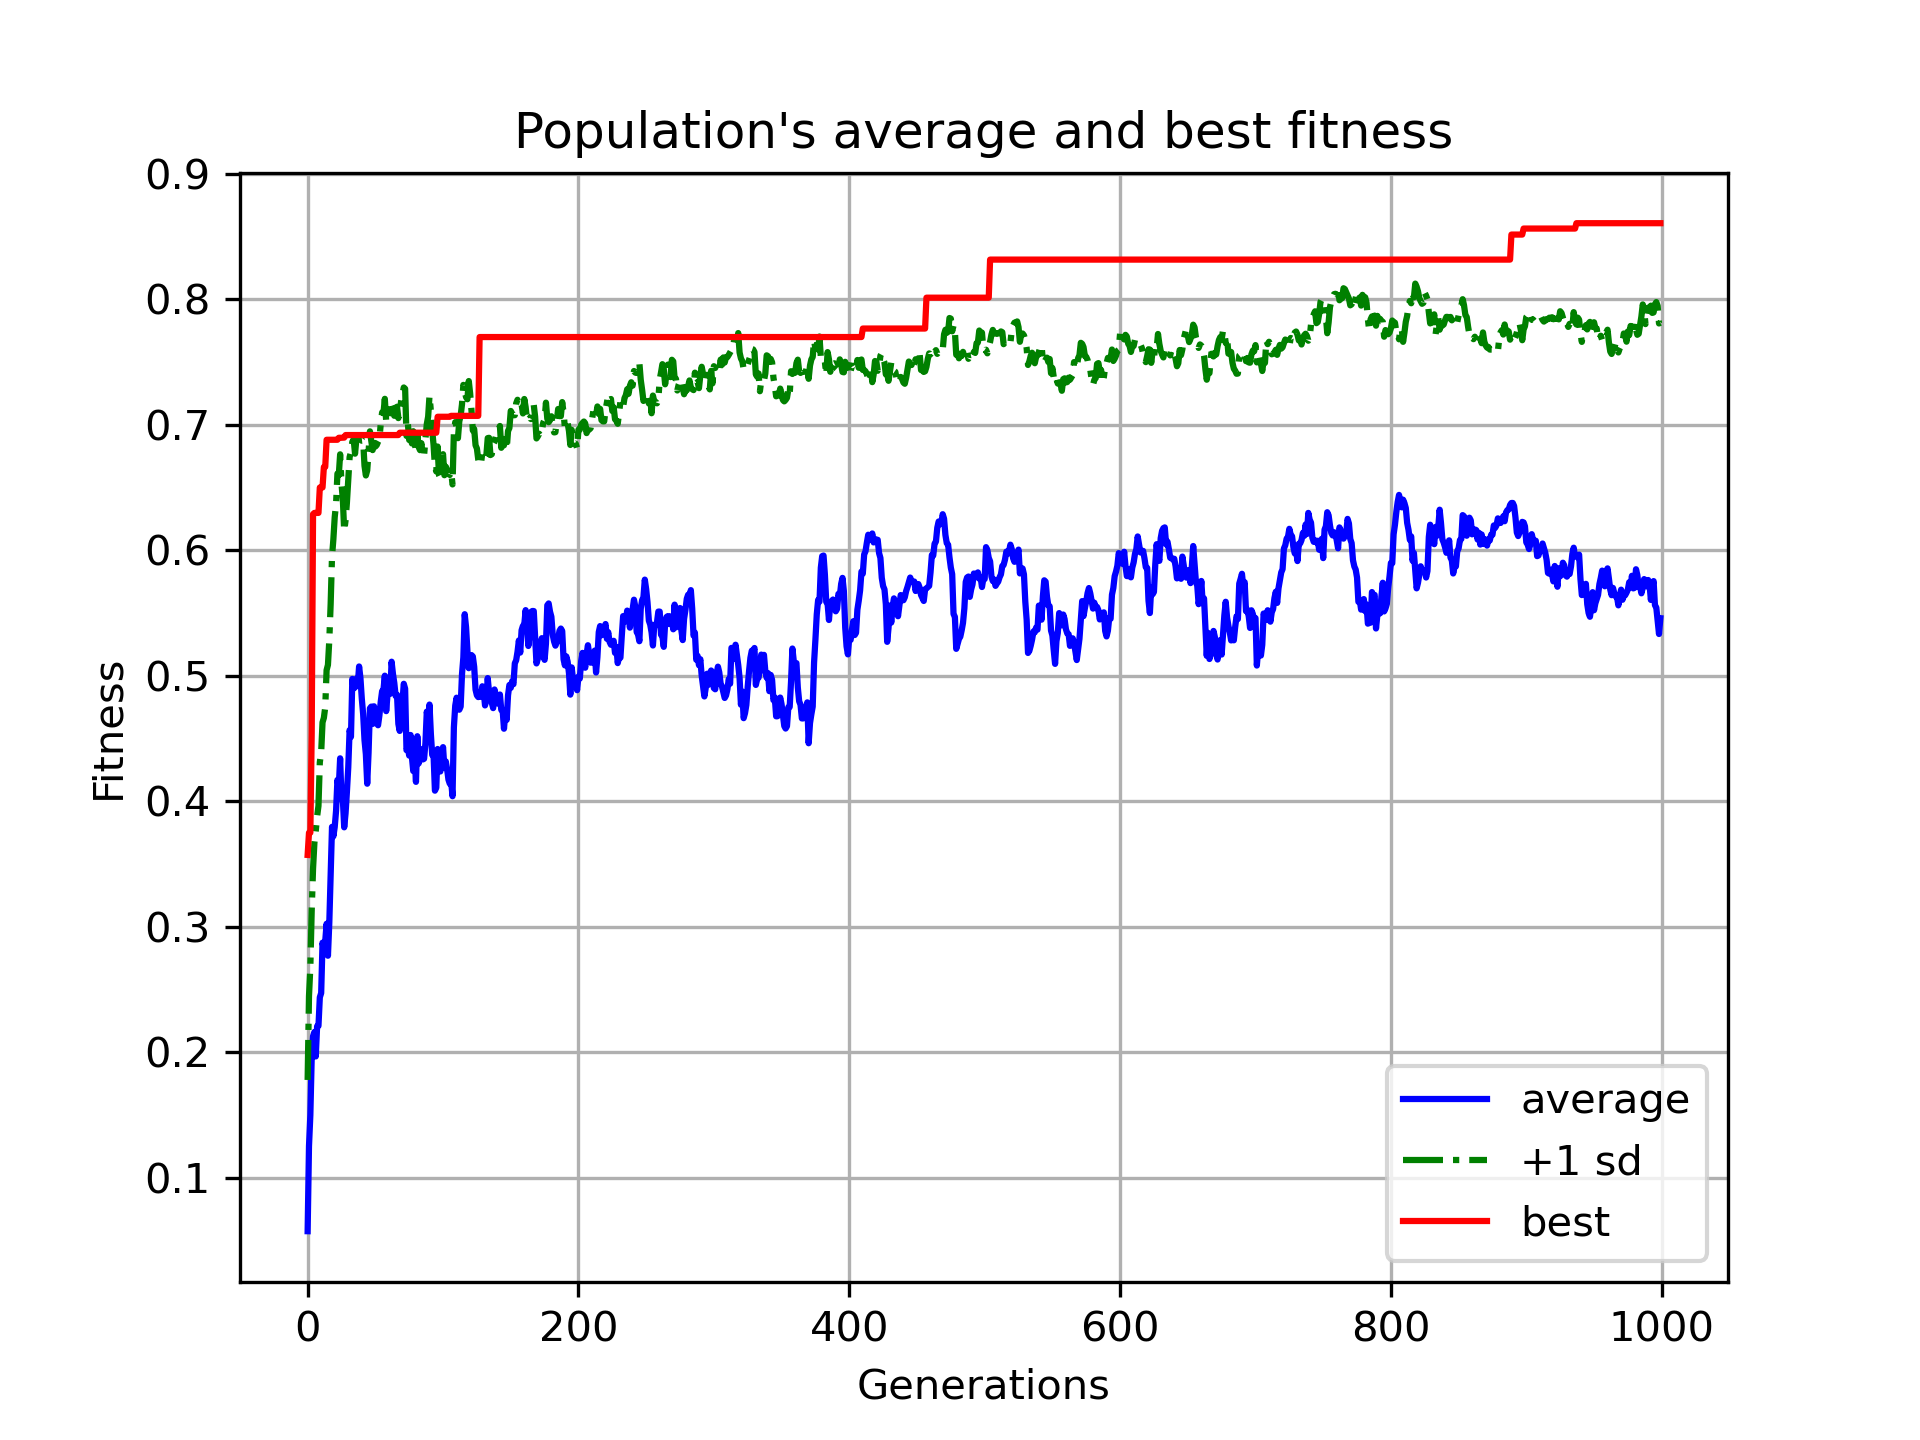 Population's average and best fitness
0.9
0.8
0.7
0.6
0.5
0.4
0.3
0.2
0.1
Fitness
average
+1 sd
best
0 200 400 600 800 1000
Generations